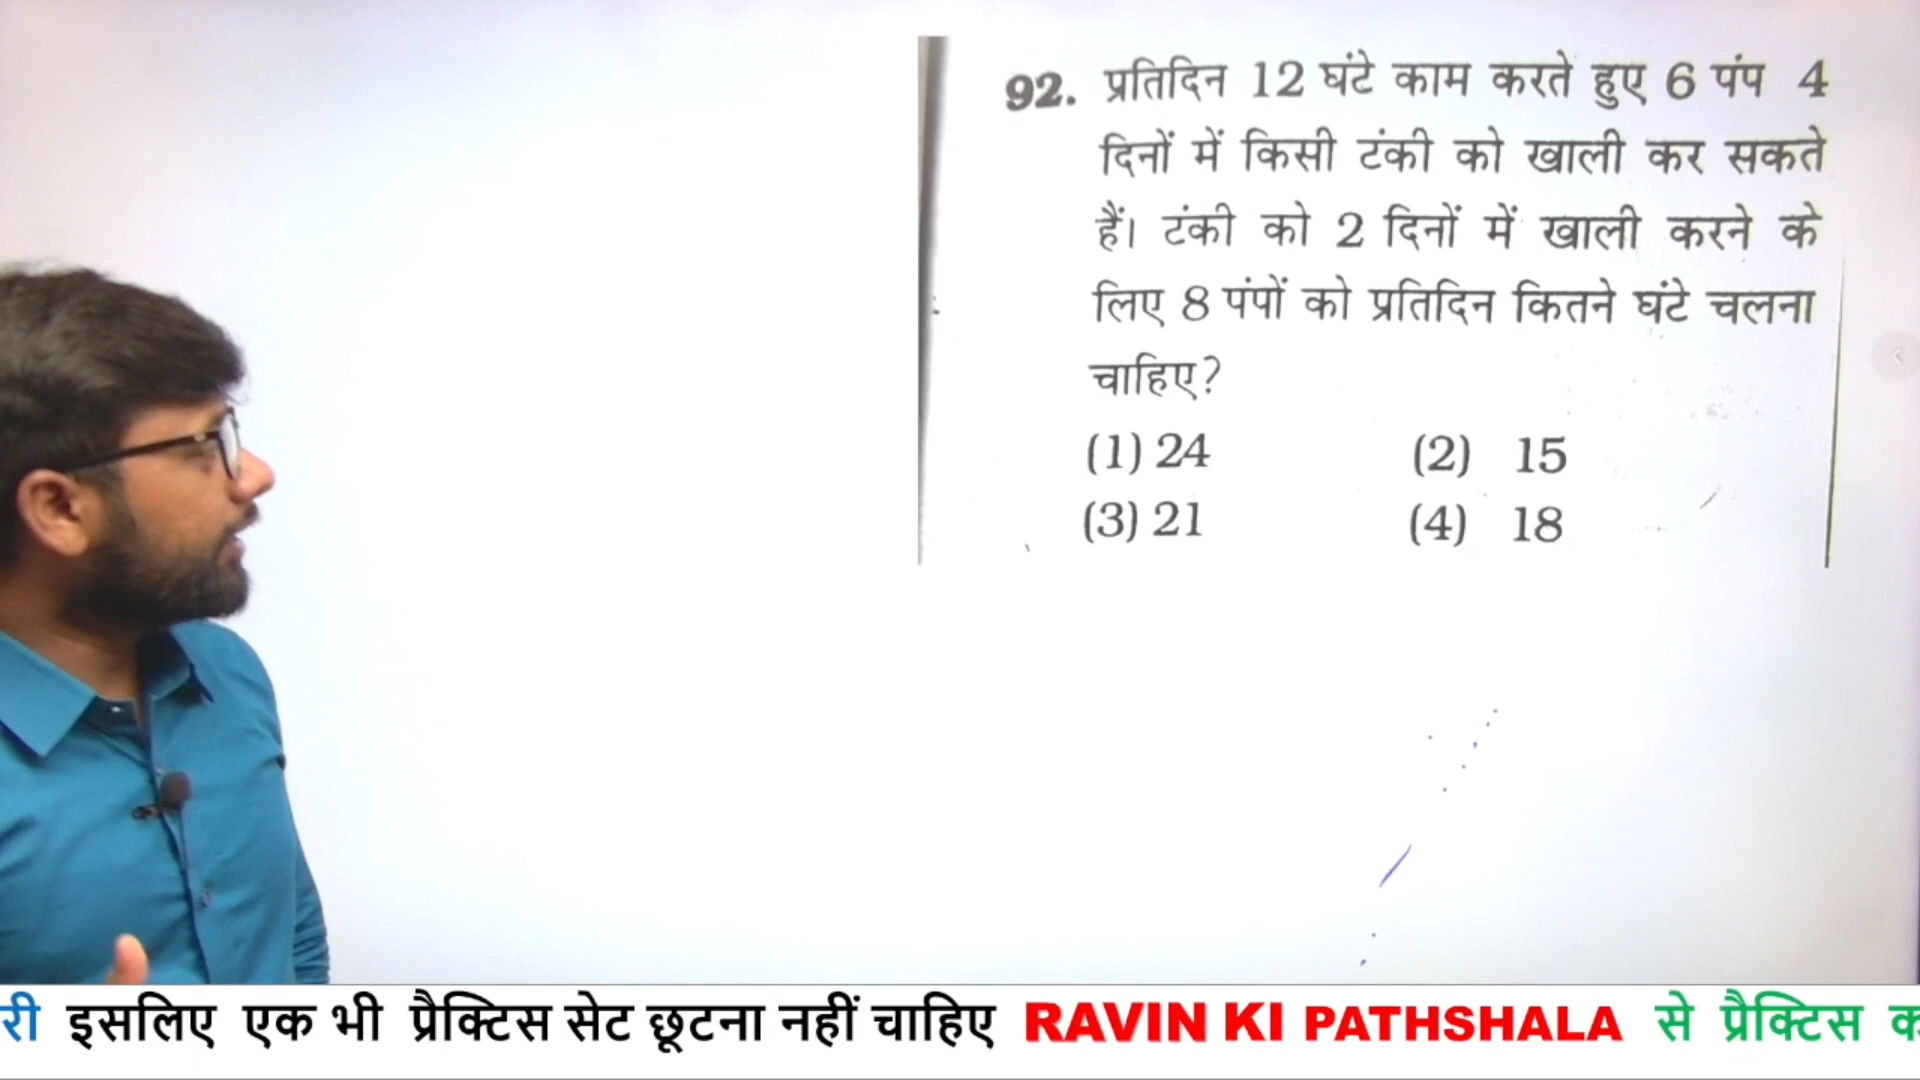 92. प्रतिदिन 12 घंटे काम करते हुए 6 पंप 4
दिनों में किसी टंकी को खाली कर सकते
हैं। टंकी को 2 दिनों में खाली करने के
लिए 8 पंपों को प्रतिदिन कितने घंटे चलना
चाहिए?
(1) 24 (2) 15
(3) 21 (4) 18
री इसलिए एक भी प्रैक्टिस सेट छूटना नहीं चाहिए RAVIN KI PATHSHALA से प्रैक्टिस